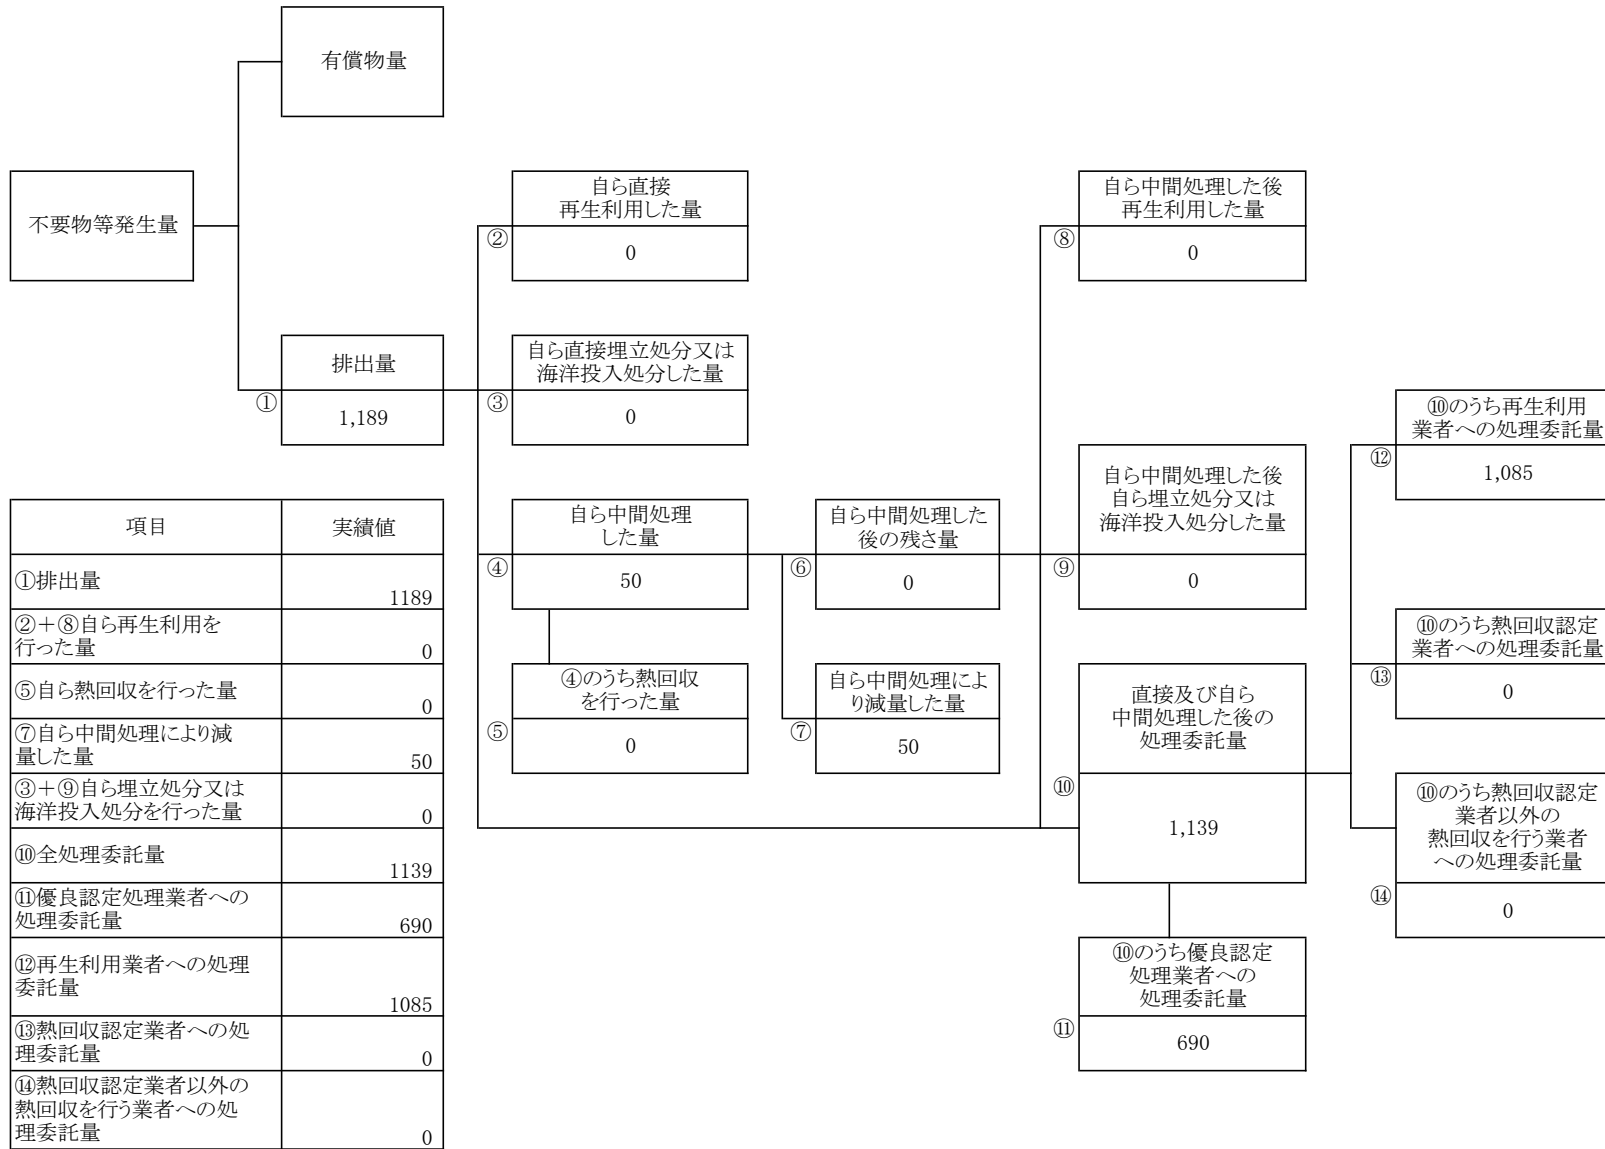 有償物量
不要物等発生量
自ら直接
再生利用した量
②
0
自ら中間処理した後
再生利用した量
⑧
0
排出量
①
1,189
自ら直接埋立処分又は
海洋投入処分した量
③
0
⑩のうち再生利用
業者への処理委託量
⑫
1,085
自ら中間処理した後
自ら埋立処分又は
海洋投入処分した量
⑨
0
自ら中間処理
した量
④
50
自ら中間処理した
後の残さ量
⑥
0
⑩のうち熱回収認定
業者への処理委託量
⑬
0
④のうち熱回収
を行った量
⑤
0
自ら中間処理によ
り減量した量
⑦
50
直接及び自ら
中間処理した後の
処理委託量
⑩
1,139
⑩のうち熱回収認定
業者以外の
熱回収を行う業者
への処理委託量
⑭
0
⑩のうち優良認定
処理業者への
処理委託量
⑪
690
項目 実績値
①排出量
1189
②+⑧自ら再生利用を
行った量 0
⑤自ら熱回収を行った量
0
⑦自ら中間処理により減
量した量 50
③+⑨自ら埋立処分又は
海洋投入処分を行った量 0
⑩全処理委託量
1139
⑪優良認定処理業者への
処理委託量 690
⑫再生利用業者への処理
委託量
1085
⑬熱回収認定業者への処
理委託量 0
⑭熱回収認定業者以外の
熱回収を行う業者への処
理委託量 0